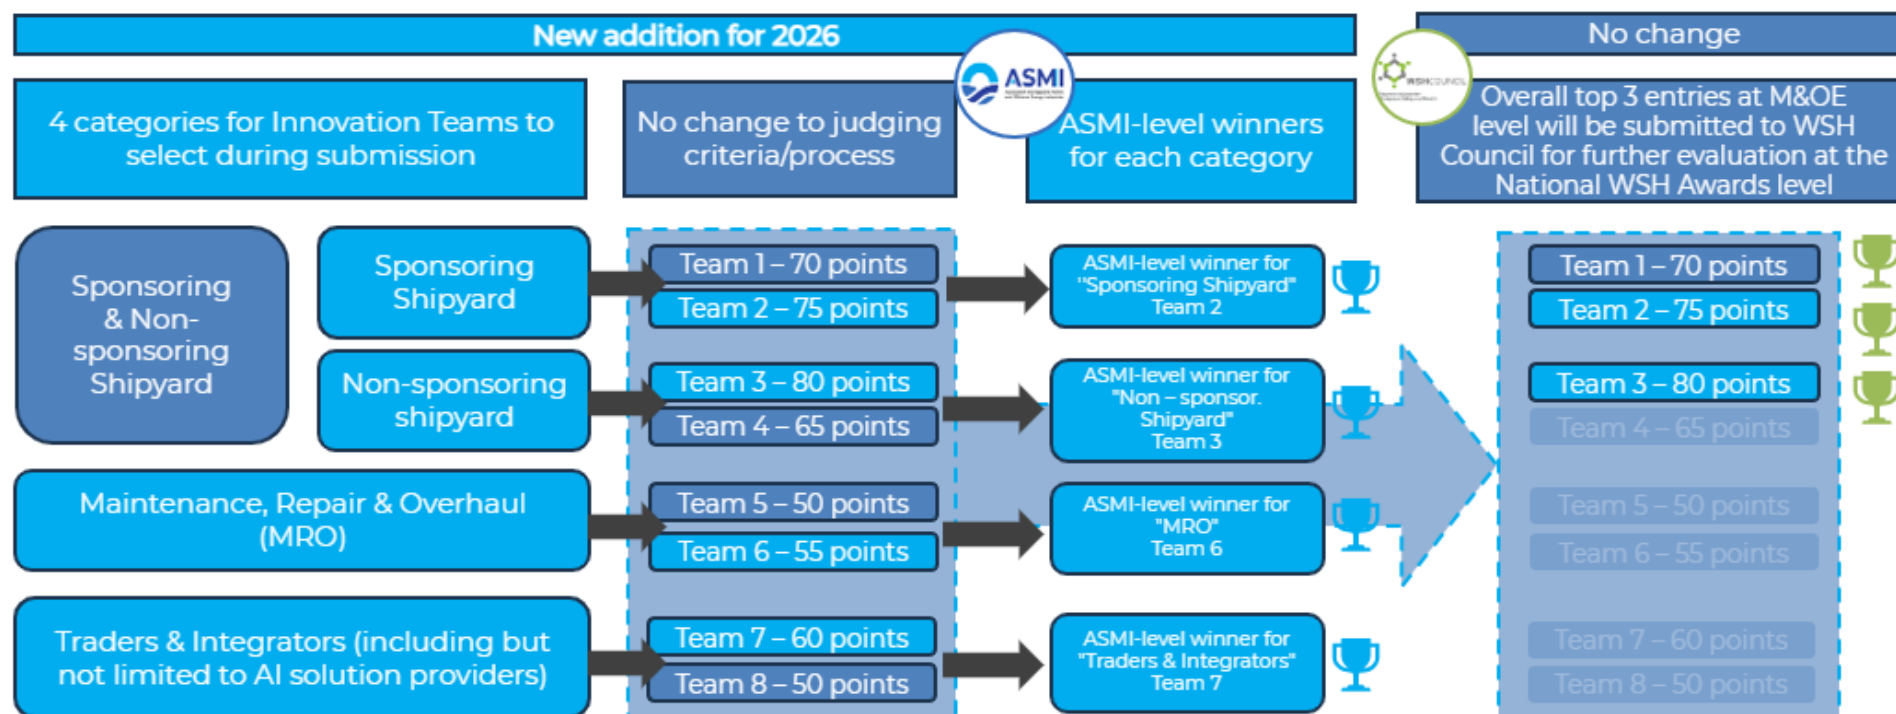 New addition for 2026
No change
4 categories for Innovation Teams to
select during submission
No change to judging
criteria/process
ASMI
ASMI-level winners
for each category
WSHCOUNCIL
Overall top 3 entries at M&OE
level will be submitted to WSH
Council for further evaluation at the
National WSH Awards level
Sponsoring
& Non-
sponsoring
Shipyard
Sponsoring
Shipyard
Non-sponsoring
shipyard
Maintenance, Repair & Overhaul
(MRO)
Traders & Integrators (including but
not limited to AI solution providers)
Team 1 – 70 points
Team 2 – 75 points
Team 3 – 80 points
Team 4 – 65 points
Team 5 – 50 points
Team 6 – 55 points
Team 7 – 60 points
Team 8 – 50 points
ASMI-level winner for
"Sponsoring Shipyard"
Team 2
ASMI-level winner for
"Non – sponsor.
Shipyard"
Team 3
ASMI-level winner for
"MRO"
Team 6
ASMI-level winner for
"Traders & Integrators"
Team 7
Team 1 – 70 points
Team 2 – 75 points
Team 3 – 80 points
Team 4 – 65 points
Team 5 – 50 points
Team 6 – 55 points
Team 7 – 60 points
Team 8 – 50 points